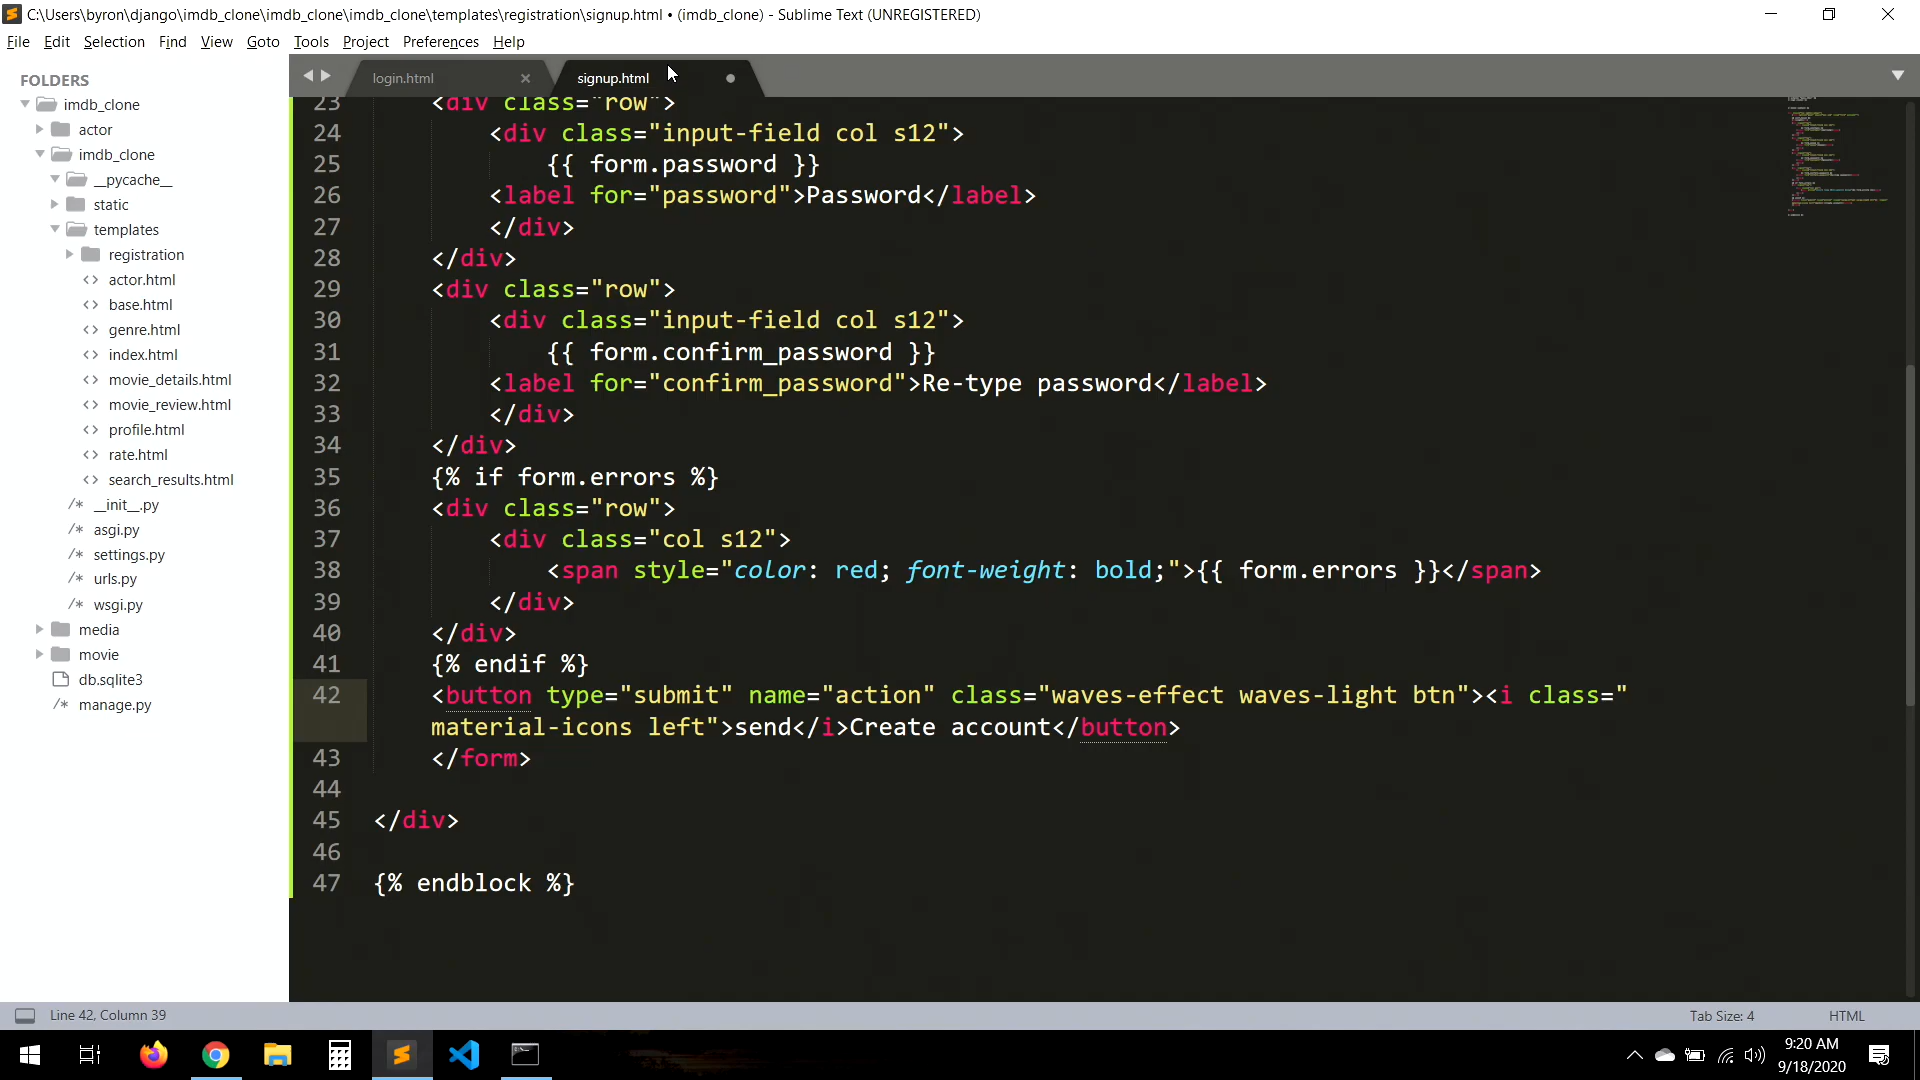 C:\Users\byron\django\imdb_clone\imdb_clone\imdb_clone\templates\registration\signup.html • (imdb_clone) - Sublime Text (UNREGISTERED)
File Edit Selection Find View Goto Tools Project Preferences Help
FOLDERS
imdb_clone
actor
imdb_clone
__pycache__
static
templates
registration
<> actor.html
<> base.html
<> genre.html
<> index.html
<> movie_details.html
<> movie_review.html
<> profile.html
<> rate.html
<> search_results.html
/* __init__.py
/* asgi.py
/* settings.py
/* urls.py
/* wsgi.py
media
movie
db.sqlite3
/* manage.py
login.html × signup.html
23 <div class="row">
24 <div class="input-field col s12">
25 {{ form.password }}
26 <label for="password">Password</label>
27 </div>
28 </div>
29 <div class="row">
30 <div class="input-field col s12">
31 {{ form.confirm_password }}
32 <label for="confirm_password">Re-type password</label>
33 </div>
34 </div>
35 {% if form.errors %}
36 <div class="row">
37 <div class="col s12">
38 <span style="color: red; font-weight: bold;">{{ form.errors }}</span>
39 </div>
40 </div>
41 {% endif %}
42 <button type="submit" name="action" class="waves-effect waves-light btn"><i class="
material-icons left">send</i>Create account</button>
43 </form>
44
45 </div>
46
47 {% endblock %}
Line 42, Column 39
Tab Size: 4
HTML
9:20 AM
9/18/2020